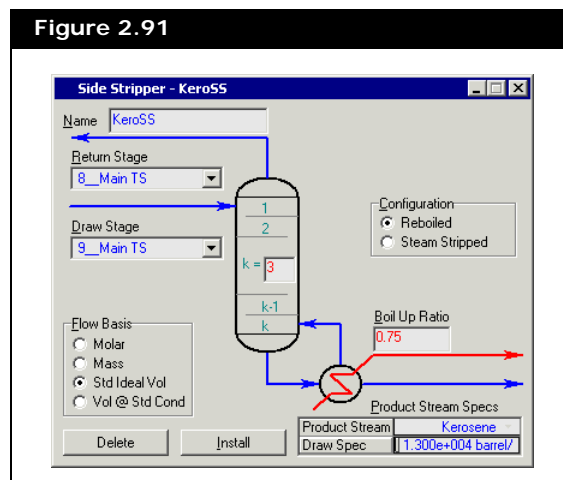 Figure 2.91
Side Stripper - KeroSS
Name KeroSS
Return Stage
8__Main TS
Draw Stage
9__Main TS
1
2
k = 3
k-1
k
Configuration
Reboiled
Steam Stripped
Boil Up Ratio
0.75
Flow Basis
Molar
Mass
Std Ideal Vol
Vol @ Std Cond
Delete
Install
Product Stream Specs
Product Stream Kerosene
Draw Spec 1.300e+004 barrel/